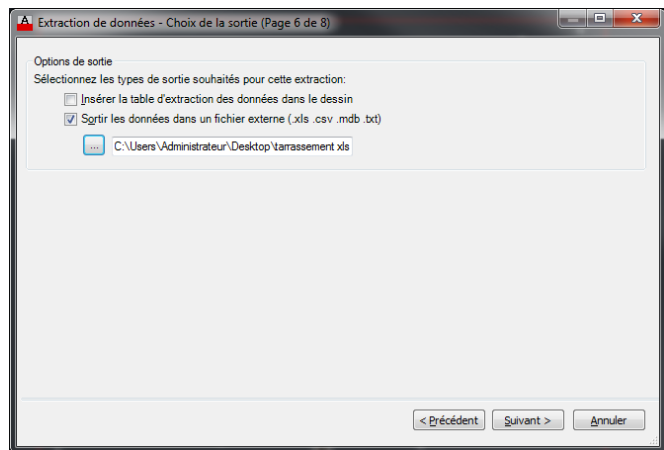 Extraction de données - Choix de la sortie (Page 6 de 8)
Options de sortie
Sélectionnez les types de sortie souhaités pour cette extraction:
Insérer la table d'extraction des données dans le dessin
Sortir les données dans un fichier externe (.xls .csv .mdb .txt)
... C:\Users\Administrateur\Desktop\tarrassement xls
< Précédent Suivant > Annuler